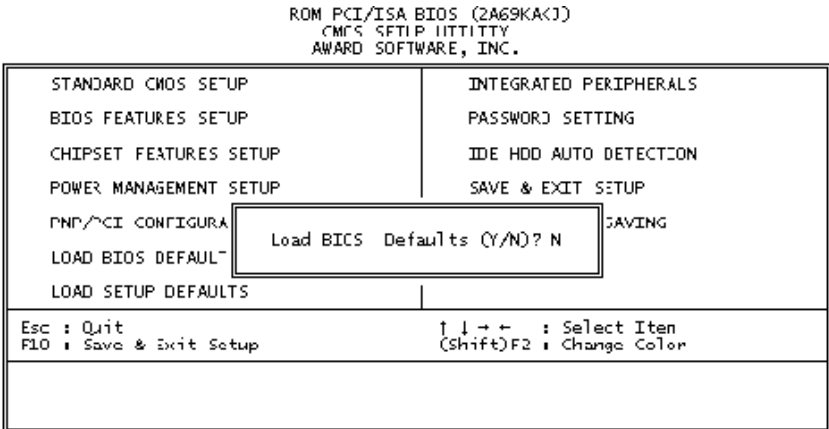 ROM PCI/ISA BIOS (2A69KAKJ)
CMOS SETUP UTILITY
AWARD SOFTWARE, INC.
STANDARD CMOS SETUP
BIOS FEATURES SETUP
CHIPSET FEATURES SETUP
POWER MANAGEMENT SETUP
PNP/PCI CONFIGURA
LOAD BIOS DEFAULT
LOAD SETUP DEFAULTS
INTEGRATED PERIPHERALS
PASSWORD SETTING
IDE HDD AUTO DETECTION
SAVE & EXIT SETUP
SAVING
Load BIOS Defaults (Y/N)? N
Esc : Quit
F10 : Save & Exit Setup
↑ ↓ → ← : Select Item
(Shift)F2 : Change Color